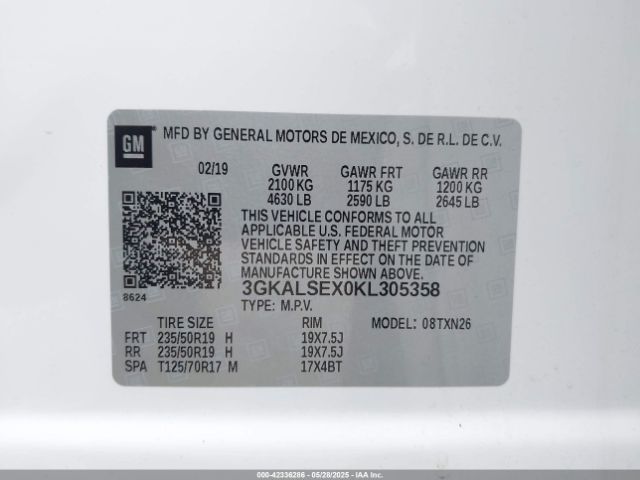 GM
MFD BY GENERAL MOTORS DE MEXICO, S. DE R.L. DE C.V.
02/19 GVWR GAWR FRT GAWR RR
2100 KG 1175 KG 1200 KG
4630 LB 2590 LB 2645 LB
THIS VEHICLE CONFORMS TO ALL
APPLICABLE U.S. FEDERAL MOTOR
VEHICLE SAFETY AND THEFT PREVENTION
STANDARDS IN EFFECT ON THE DATE OF
MANUFACTURE SHOWN ABOVE.
8624
3GKALSEX0KL305358
TYPE: M.P.V.
TIRE SIZE RIM MODEL: 08TXN26
FRT 235/50R19 H 19X7.5J
RR 235/50R19 H 19X7.5J
SPA T125/70R17 M 17X4BT
000-42336286 - 05/28/2025 - IAAI.COM